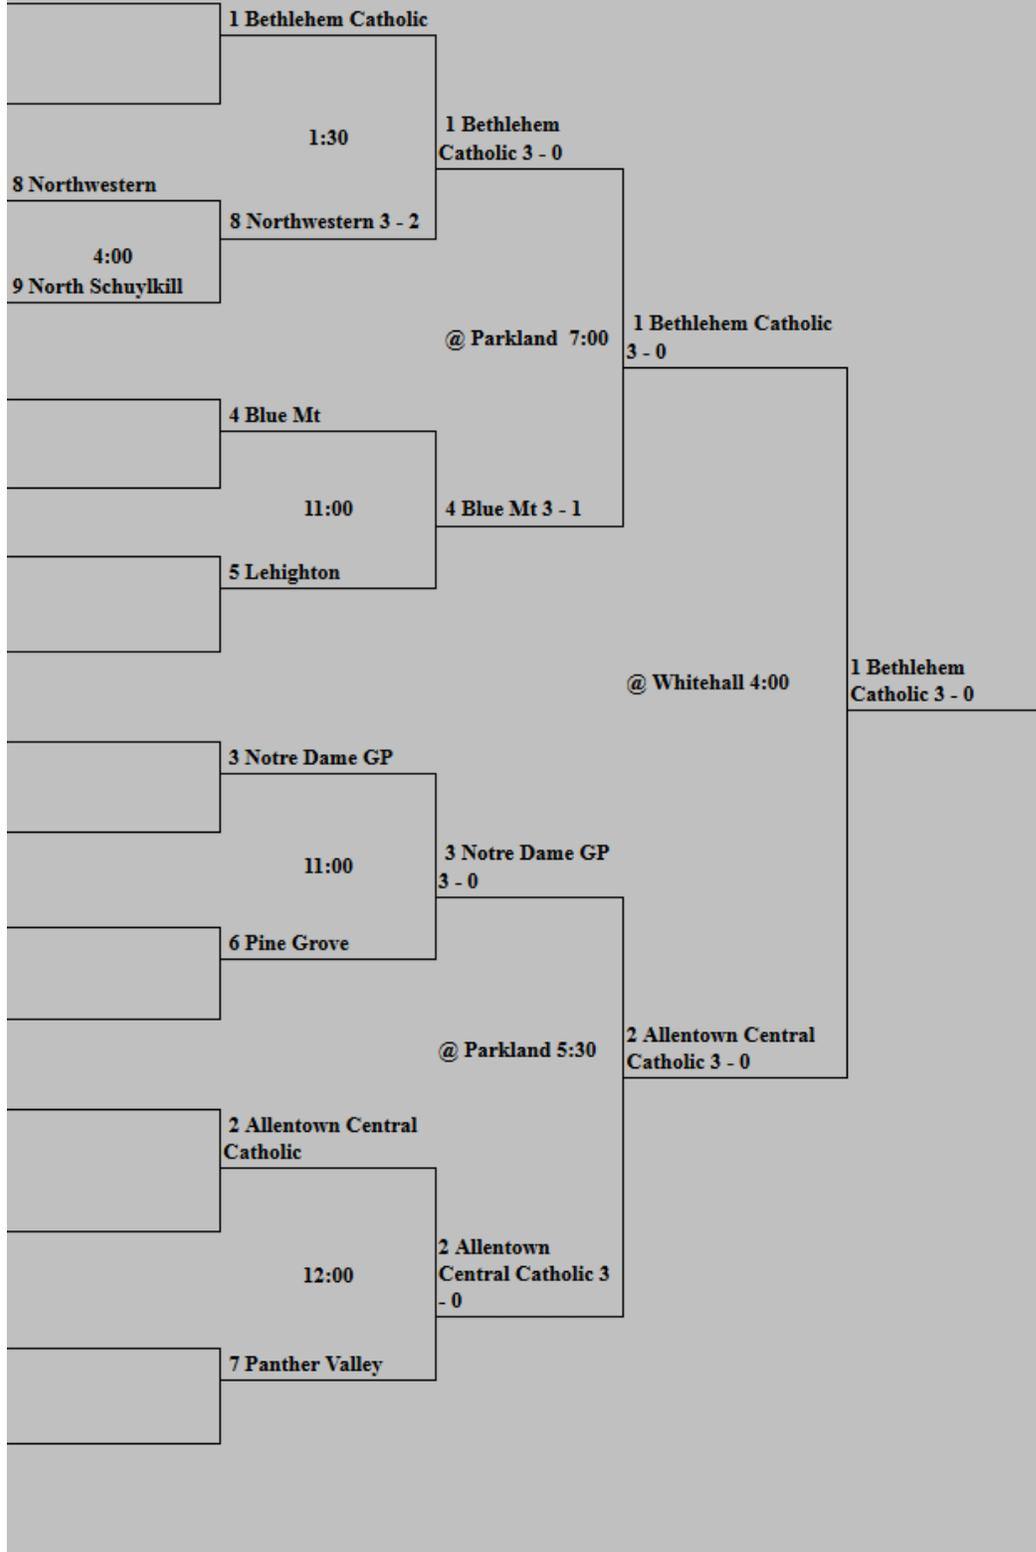 1 Bethlehem Catholic
1 Bethlehem
Catholic 3 - 0
1:30
8 Northwestern
8 Northwestern 3 - 2
4:00
9 North Schuylkill
1 Bethlehem Catholic
3 - 0
@ Parkland 7:00
4 Blue Mt
11:00
4 Blue Mt 3 - 1
5 Lehighton
1 Bethlehem
Catholic 3 - 0
@ Whitehall 4:00
3 Notre Dame GP
3 Notre Dame GP
3 - 0
11:00
6 Pine Grove
@ Parkland 5:30
2 Allentown Central
Catholic 3 - 0
2 Allentown Central
Catholic
2 Allentown
Central Catholic 3
- 0
12:00
7 Panther Valley